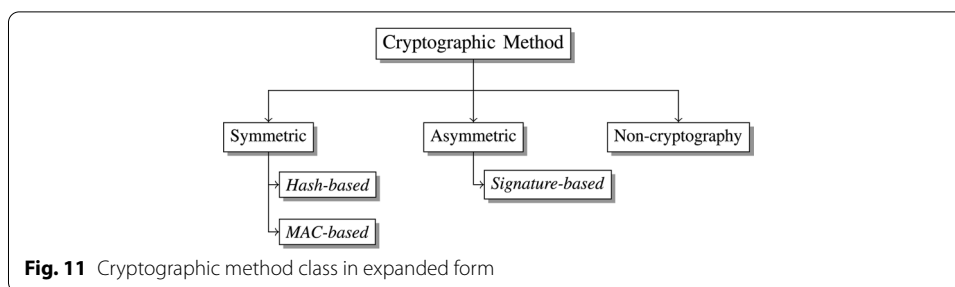 Cryptographic Method
Symmetric
Asymmetric
Non-cryptography
Hash-based
Signature-based
MAC-based
Fig. 11 Cryptographic method class in expanded form